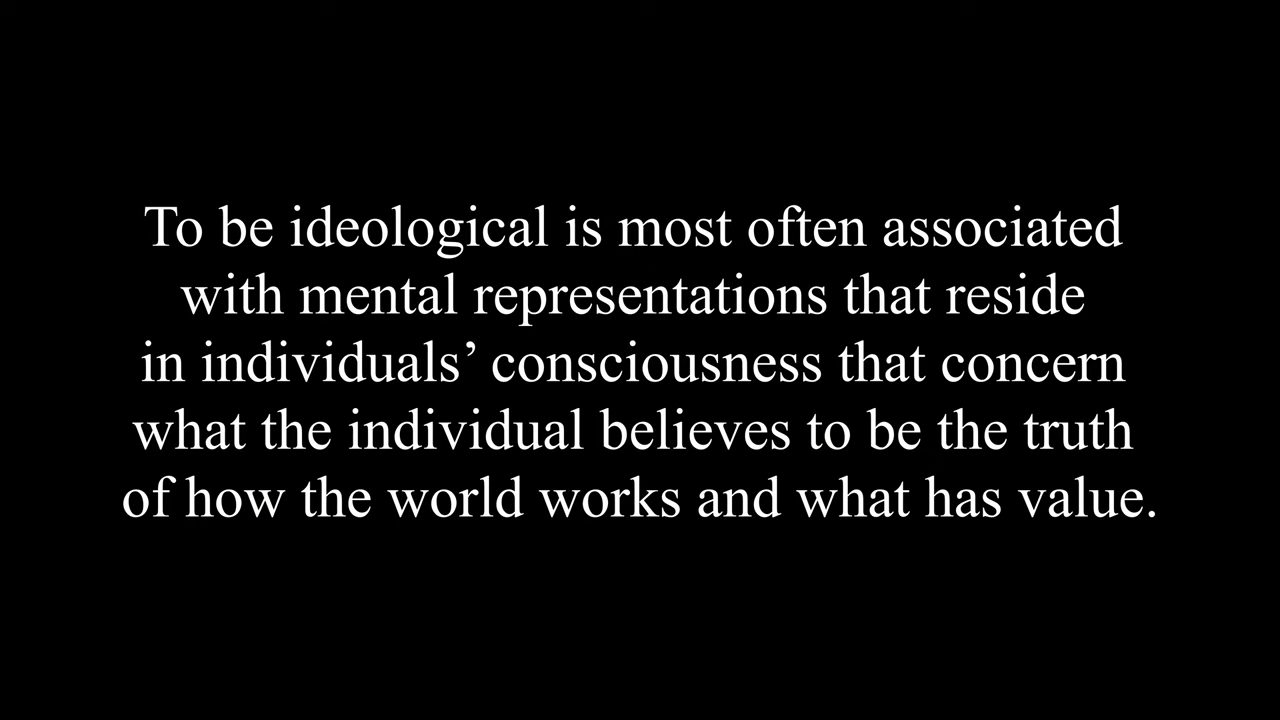 To be ideological is most often associated
with mental representations that reside
in individuals’ consciousness that concern
what the individual believes to be the truth
of how the world works and what has value.